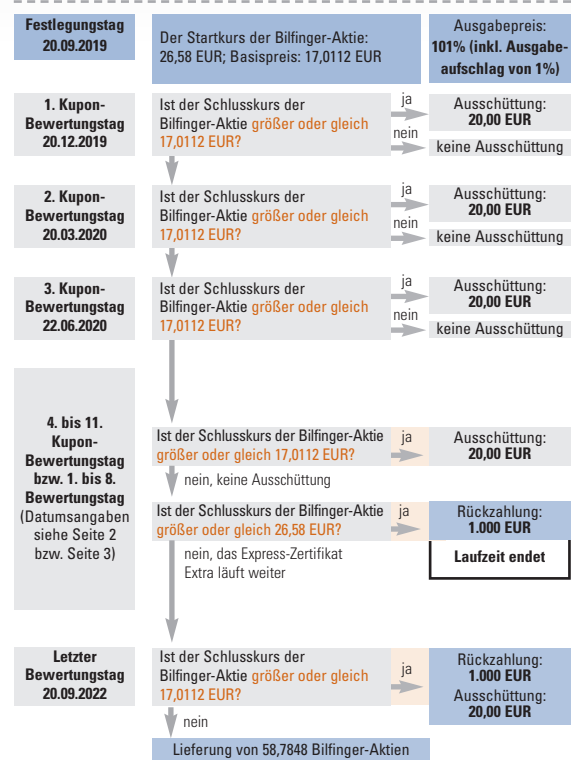 Festlegungstag
20.09.2019
Der Startkurs der Bilfinger-Aktie:
26,58 EUR; Basispreis: 17,0112 EUR
Ausgabepreis:
101% (inkl. Ausgabe-
aufschlag von 1%)
1. Kupon-
Bewertungstag
20.12.2019
Ist der Schlusskurs der
Bilfinger-Aktie größer oder gleich
17,0112 EUR?
ja
nein
Ausschüttung:
20,00 EUR
keine Ausschüttung
2. Kupon-
Bewertungstag
20.03.2020
Ist der Schlusskurs der
Bilfinger-Aktie größer oder gleich
17,0112 EUR?
ja
nein
Ausschüttung:
20,00 EUR
keine Ausschüttung
3. Kupon-
Bewertungstag
22.06.2020
Ist der Schlusskurs der
Bilfinger-Aktie größer oder gleich
17,0112 EUR?
ja
nein
Ausschüttung:
20,00 EUR
keine Ausschüttung
4. bis 11.
Kupon-
Bewertungstag
bzw. 1. bis 8.
Bewertungstag
(Datumsangaben
siehe Seite 2
bzw. Seite 3)
Ist der Schlusskurs der Bilfinger-Aktie
größer oder gleich 17,0112 EUR?
ja
Ausschüttung:
20,00 EUR
nein, keine Ausschüttung
Ist der Schlusskurs der Bilfinger-Aktie
größer oder gleich 26,58 EUR?
ja
Rückzahlung:
1.000 EUR
Laufzeit endet
nein, das Express-Zertifikat
Extra läuft weiter
Letzter
Bewertungstag
20.09.2022
Ist der Schlusskurs der
Bilfinger-Aktie größer oder gleich
17,0112 EUR?
ja
Rückzahlung:
1.000 EUR
Ausschüttung:
20,00 EUR
nein
Lieferung von 58,7848 Bilfinger-Aktien